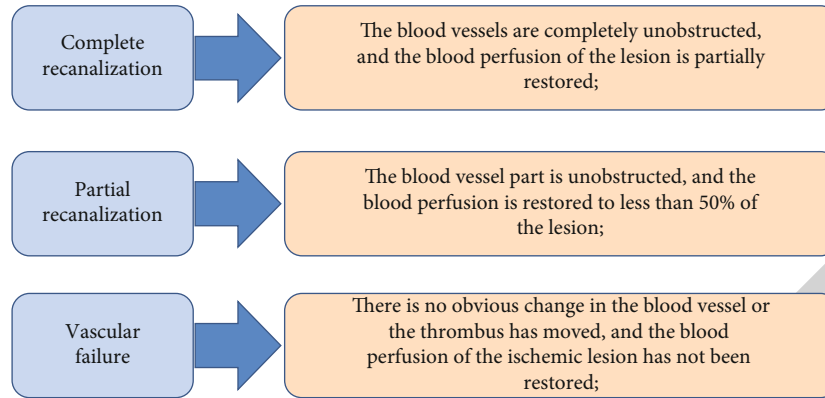 Complete
recanalization
The blood vessels are completely unobstructed,
and the blood perfusion of the lesion is partially
restored;
Partial
recanalization
The blood vessel part is unobstructed, and the
blood perfusion is restored to less than 50% of
the lesion;
Vascular
failure
There is no obvious change in the blood vessel or
the thrombus has moved, and the blood
perfusion of the ischemic lesion has not been
restored;